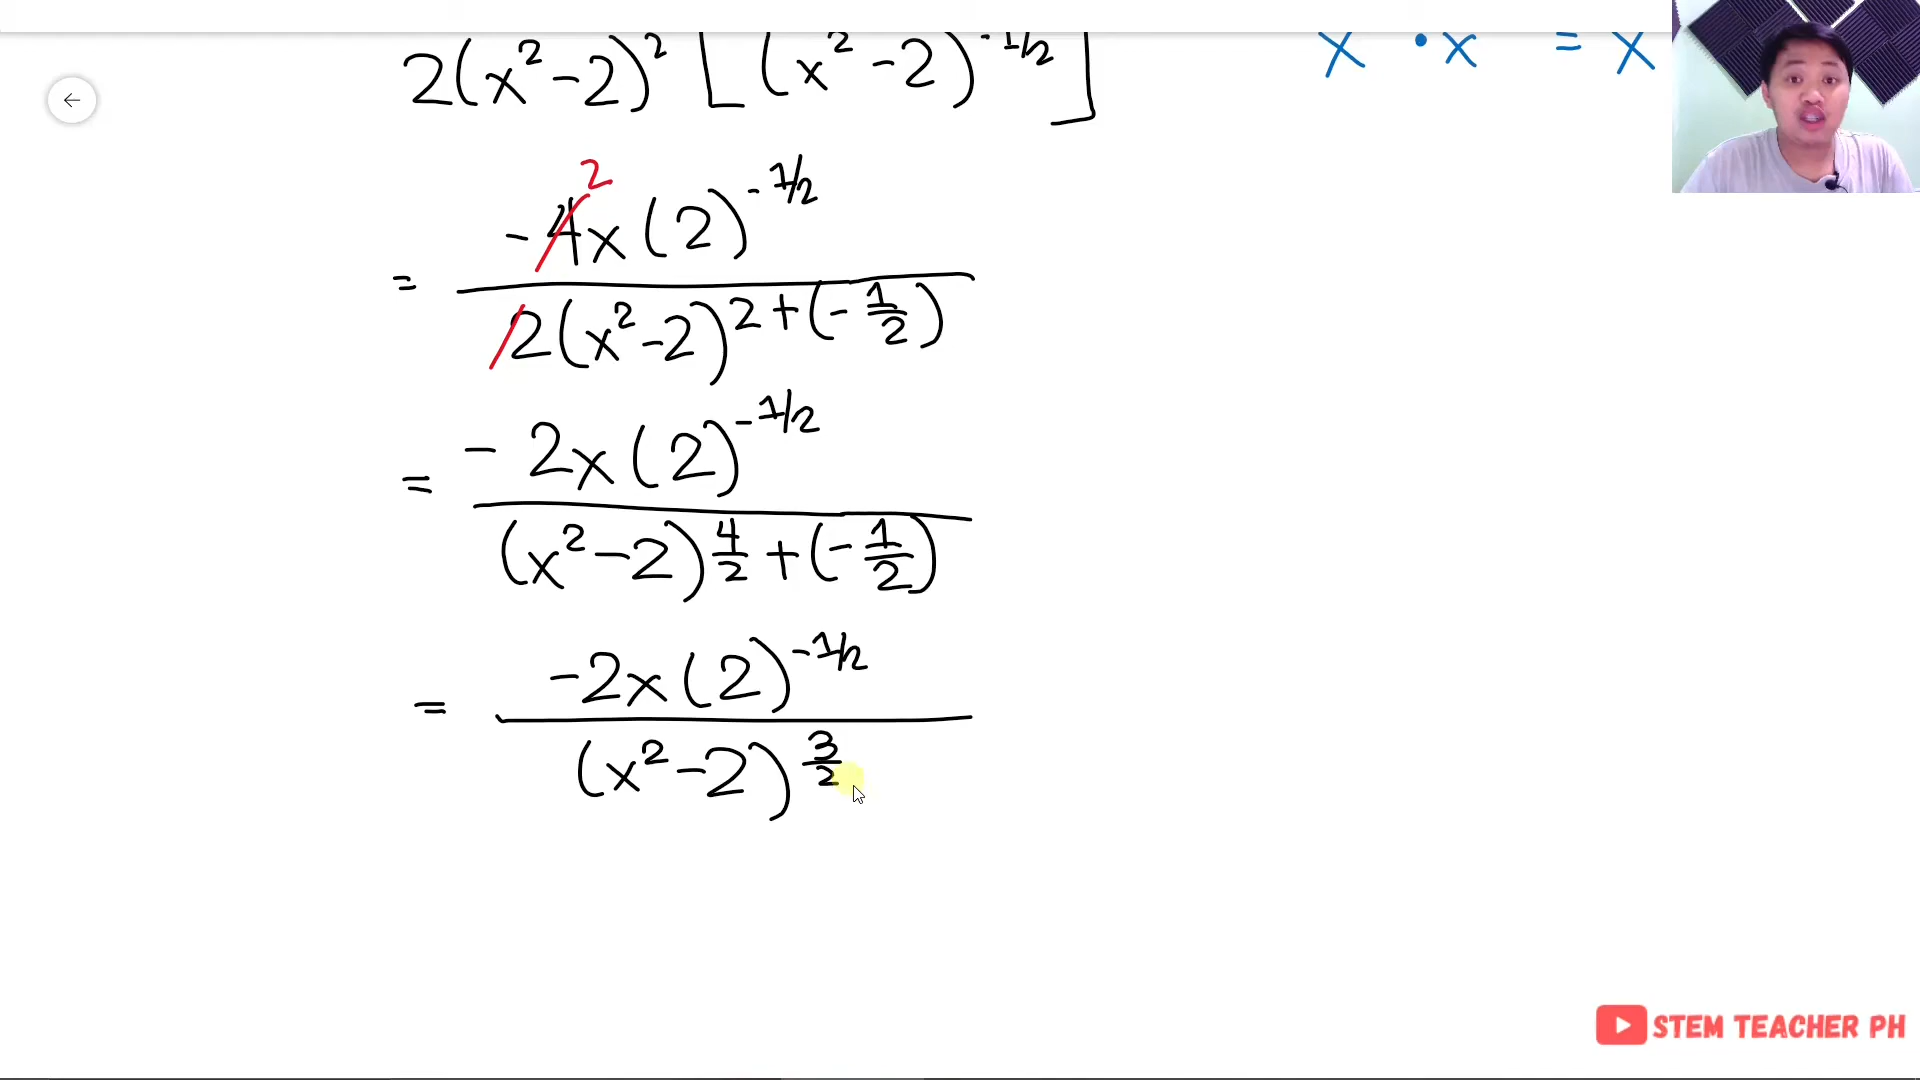 2(x²-2)² [(x²-2)^-1/2]
x · x = x
2
-4x(2)^-1/2
=
2(x²-2)^2+(-1/2)
-2x(2)^-1/2
=
(x²-2)^4/2+(-1/2)
-2x(2)^-1/2
=
(x²-2)^3/2
STEM TEACHER PH